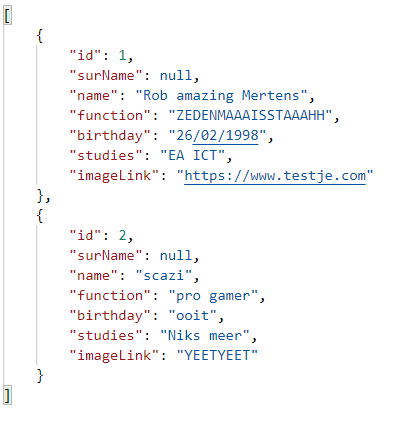 [
    {
        "id": 1,
        "surName": null,
        "name": "Rob amazing Mertens",
        "function": "ZEDENMAAAISSTAAAHH",
        "birthday": "26/02/1998",
        "studies": "EA ICT",
        "imageLink": "https://www.testje.com"
    },
    {
        "id": 2,
        "surName": null,
        "name": "scazi",
        "function": "pro gamer",
        "birthday": "ooit",
        "studies": "Niks meer",
        "imageLink": "YEETYEET"
    }
]